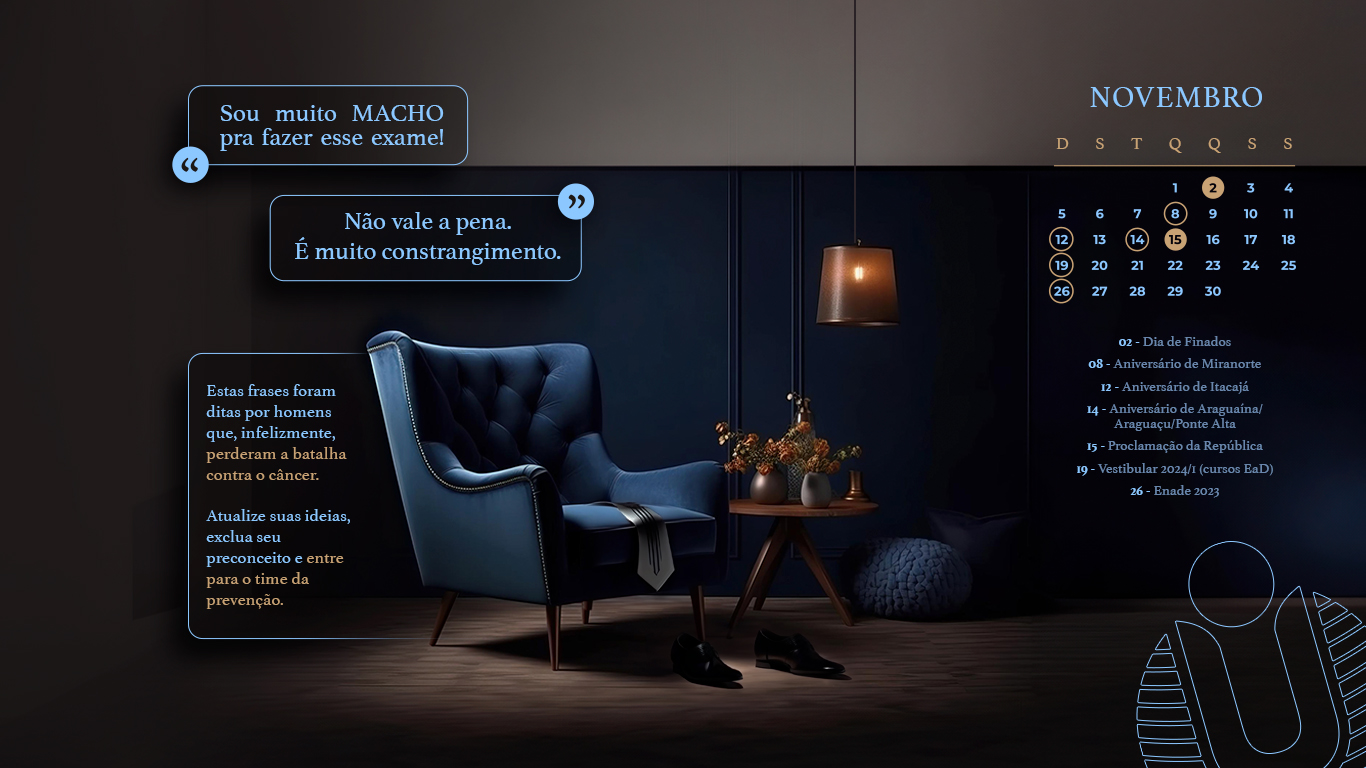 Sou muito MACHO
pra fazer esse exame!
“
”
Não vale a pena.
É muito constrangimento.
Estas frases foram
ditas por homens
que, infelizmente,
perderam a batalha
contra o câncer.
Atualize suas ideias,
exclua seu
preconceito e entre
para o time da
prevenção.
NOVEMBRO
D S T Q Q S S
1 2 3 4
5 6 7 8 9 10 11
12 13 14 15 16 17 18
19 20 21 22 23 24 25
26 27 28 29 30
02 - Dia de Finados
08 - Aniversário de Miranorte
12 - Aniversário de Itacajá
14 - Aniversário de Araguaína/
Araguaçu/Ponte Alta
15 - Proclamação da República
19 - Vestibular 2024/1 (cursos EaD)
26 - Enade 2023